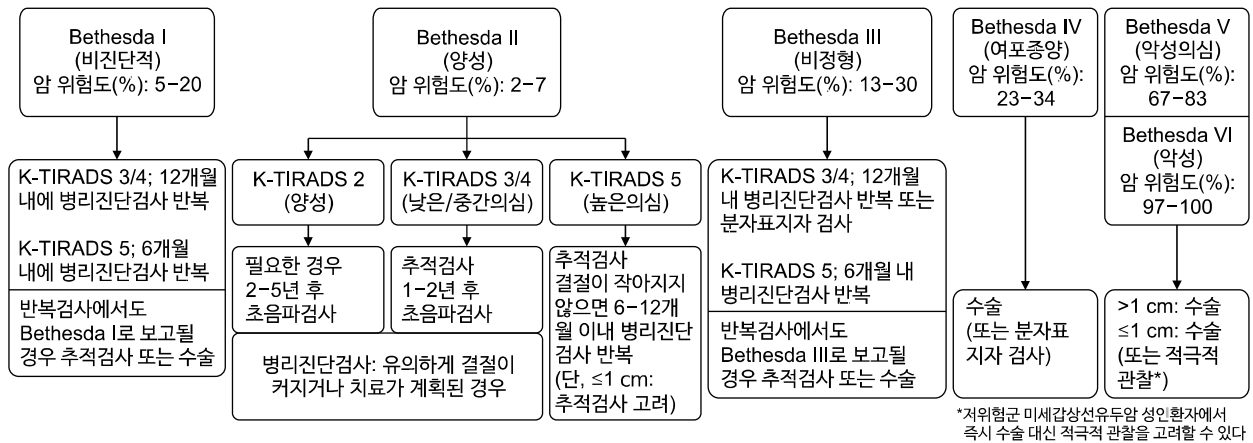 Bethesda I
(비진단적)
암 위험도(%): 5−20
Bethesda II
(양성)
암 위험도(%): 2−7
Bethesda III
(비정형)
암 위험도(%): 13−30
Bethesda IV
(여포종양)
암 위험도(%):
23−34
Bethesda V
(악성의심)
암 위험도(%):
67−83
Bethesda VI
(악성)
암 위험도(%):
97−100
K-TIRADS 3/4; 12개월
내에 병리진단검사 반복
K-TIRADS 5; 6개월
내에 병리진단검사 반복
반복검사에서도
Bethesda I로 보고될
경우 추적검사 또는 수술
K-TIRADS 2
(양성)
K-TIRADS 3/4
(낮은/중간의심)
K-TIRADS 5
(높은의심)
필요한 경우
2−5년 후
초음파검사
추적검사
1−2년 후
초음파검사
병리진단검사: 유의하게 결절이
커지거나 치료가 계획된 경우
추적검사
결절이 작아지지
않으면 6−12개
월 이내 병리진단
검사 반복
(단, ≤1 cm:
추적검사 고려)
K-TIRADS 3/4; 12개월
내 병리진단검사 반복 또는
분자표지자 검사
K-TIRADS 5; 6개월 내
병리진단검사 반복
반복검사에서도
Bethesda III로 보고될
경우 추적검사 또는 수술
수술
(또는 분자표
지자 검사)
>1 cm: 수술
≤1 cm: 수술
(또는 적극적
관찰*)
*저위험군 미세갑상선유두암 성인환자에서
즉시 수술 대신 적극적 관찰을 고려할 수 있다